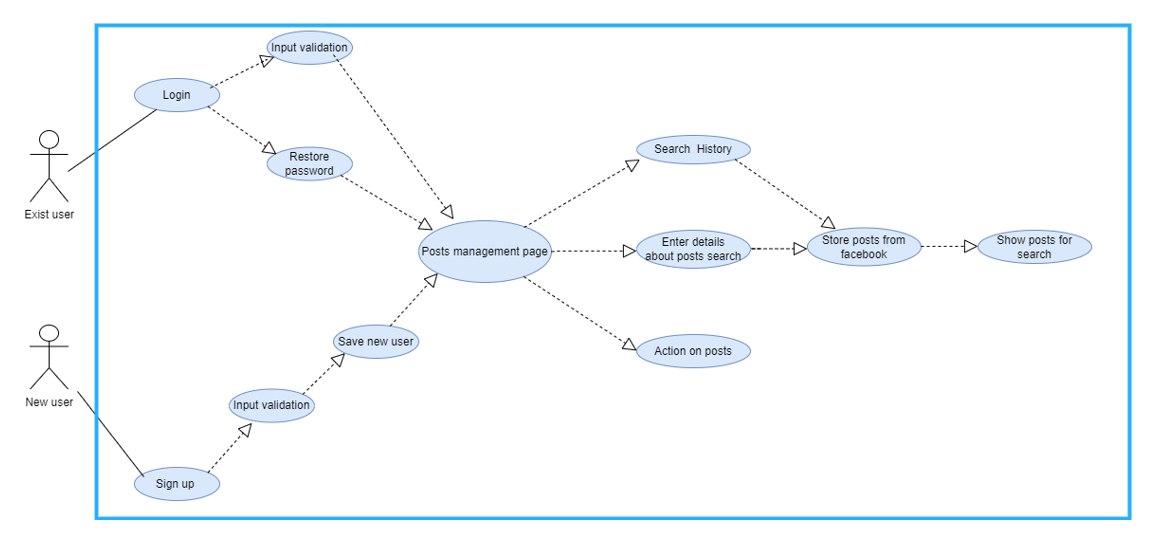 Input validation
Login
Restore
password
Exist user
Search  History
Posts management page
Enter details
about posts search
Store posts from
facebook
Show posts for
search
Save new user
Action on posts
New user
Input validation
Sign up